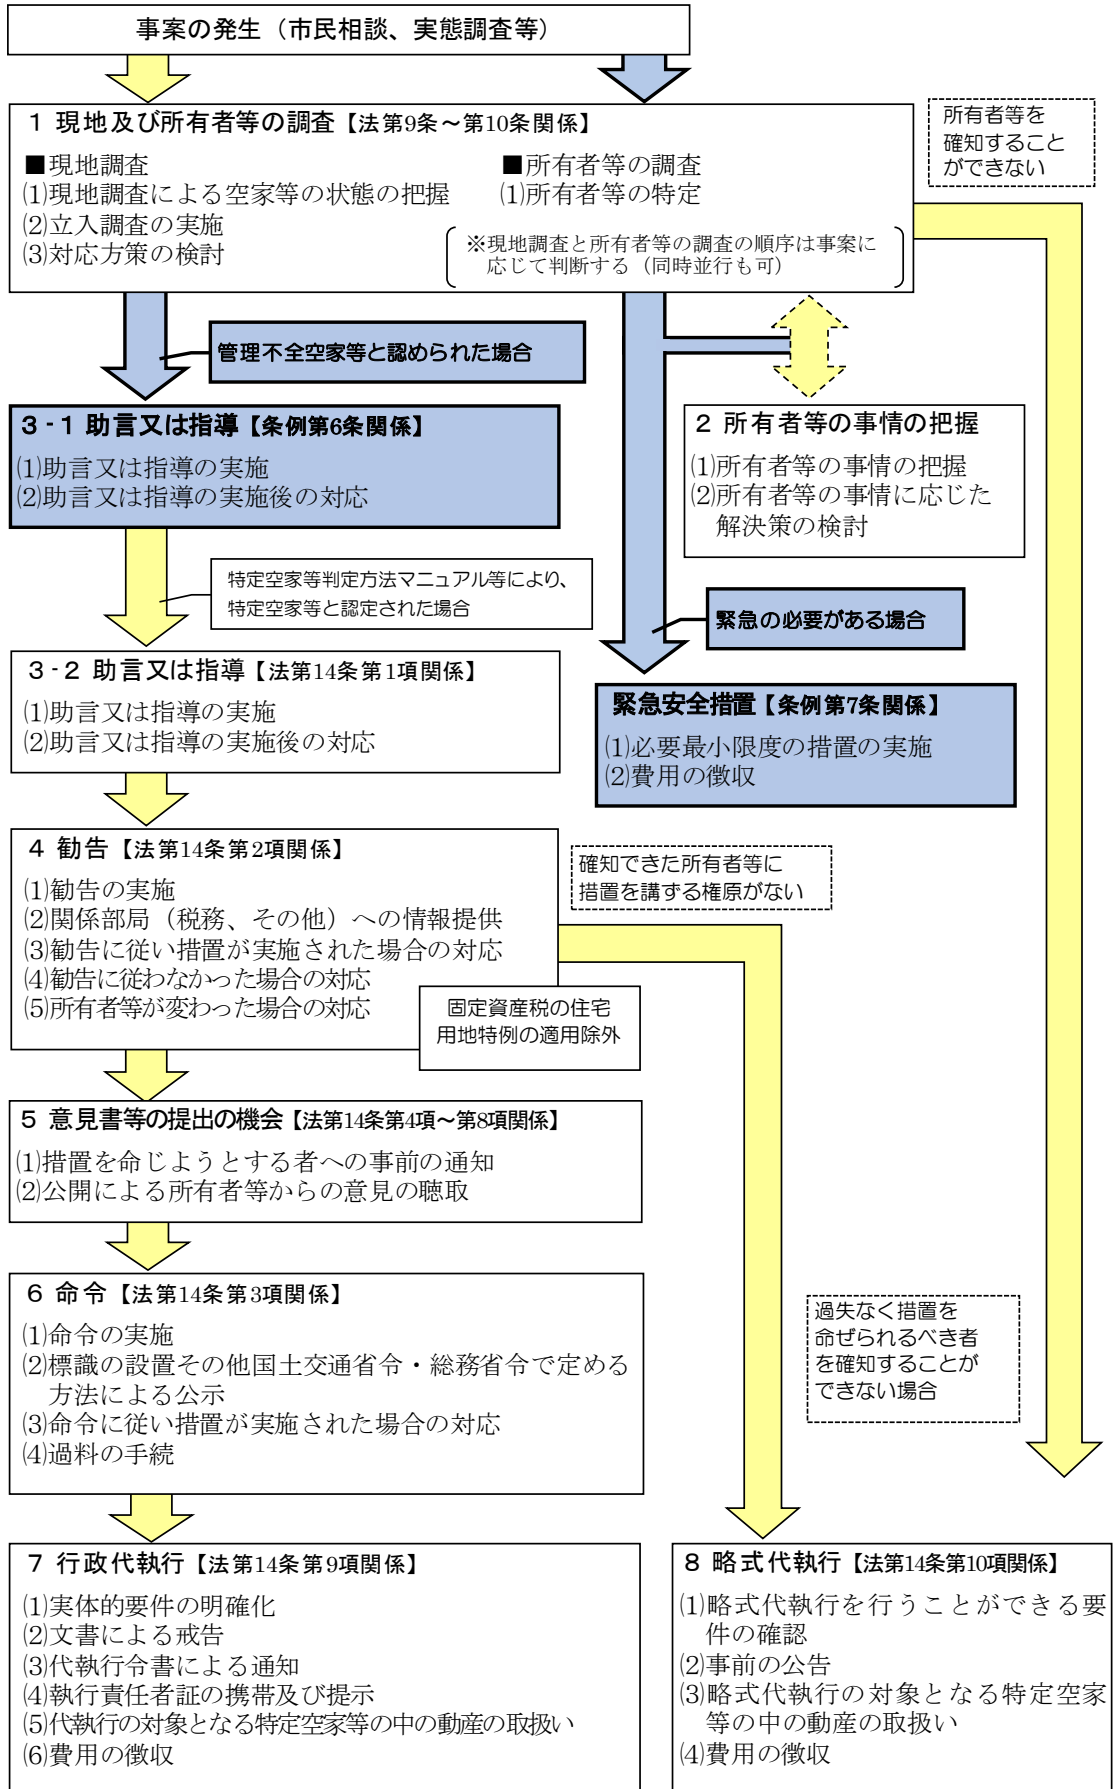 事案の発生（市民相談、実態調査等）
１ 現地及び所有者等の調査【法第9条～第10条関係】
■現地調査
⑴現地調査による空家等の状態の把握
⑵立入調査の実施
⑶対応方策の検討
■所有者等の調査
⑴所有者等の特定
※現地調査と所有者等の調査の順序は事案に
応じて判断する（同時並行も可）
所有者等を
確知すること
ができない
管理不全空家等と認められた場合
３-１ 助言又は指導【条例第6条関係】
⑴助言又は指導の実施
⑵助言又は指導の実施後の対応
２ 所有者等の事情の把握
⑴所有者等の事情の把握
⑵所有者等の事情に応じた
解決策の検討
特定空家等判定方法マニュアル等により、
特定空家等と認定された場合
緊急の必要がある場合
３-２ 助言又は指導【法第14条第1項関係】
⑴助言又は指導の実施
⑵助言又は指導の実施後の対応
緊急安全措置【条例第7条関係】
⑴必要最小限度の措置の実施
⑵費用の徴収
４ 勧告【法第14条第2項関係】
⑴勧告の実施
⑵関係部局（税務、その他）への情報提供
⑶勧告に従い措置が実施された場合の対応
⑷勧告に従わなかった場合の対応
⑸所有者等が変わった場合の対応
確知できた所有者等に
措置を講ずる権原がない
固定資産税の住宅
用地特例の適用除外
５ 意見書等の提出の機会【法第14条第4項～第8項関係】
⑴措置を命じようとする者への事前の通知
⑵公開による所有者等からの意見の聴取
６ 命令【法第14条第3項関係】
⑴命令の実施
⑵標識の設置その他国土交通省令・総務省令で定める
方法による公示
⑶命令に従い措置が実施された場合の対応
⑷過料の手続
過失なく措置を
命ぜられるべき者
を確知することが
できない場合
７ 行政代執行【法第14条第9項関係】
⑴実体的要件の明確化
⑵文書による戒告
⑶代執行令書による通知
⑷執行責任者証の携帯及び提示
⑸代執行の対象となる特定空家等の中の動産の取扱い
⑹費用の徴収
８ 略式代執行【法第14条第10項関係】
⑴略式代執行を行うことができる要
件の確認
⑵事前の公告
⑶略式代執行の対象となる特定空家
等の中の動産の取扱い
⑷費用の徴収